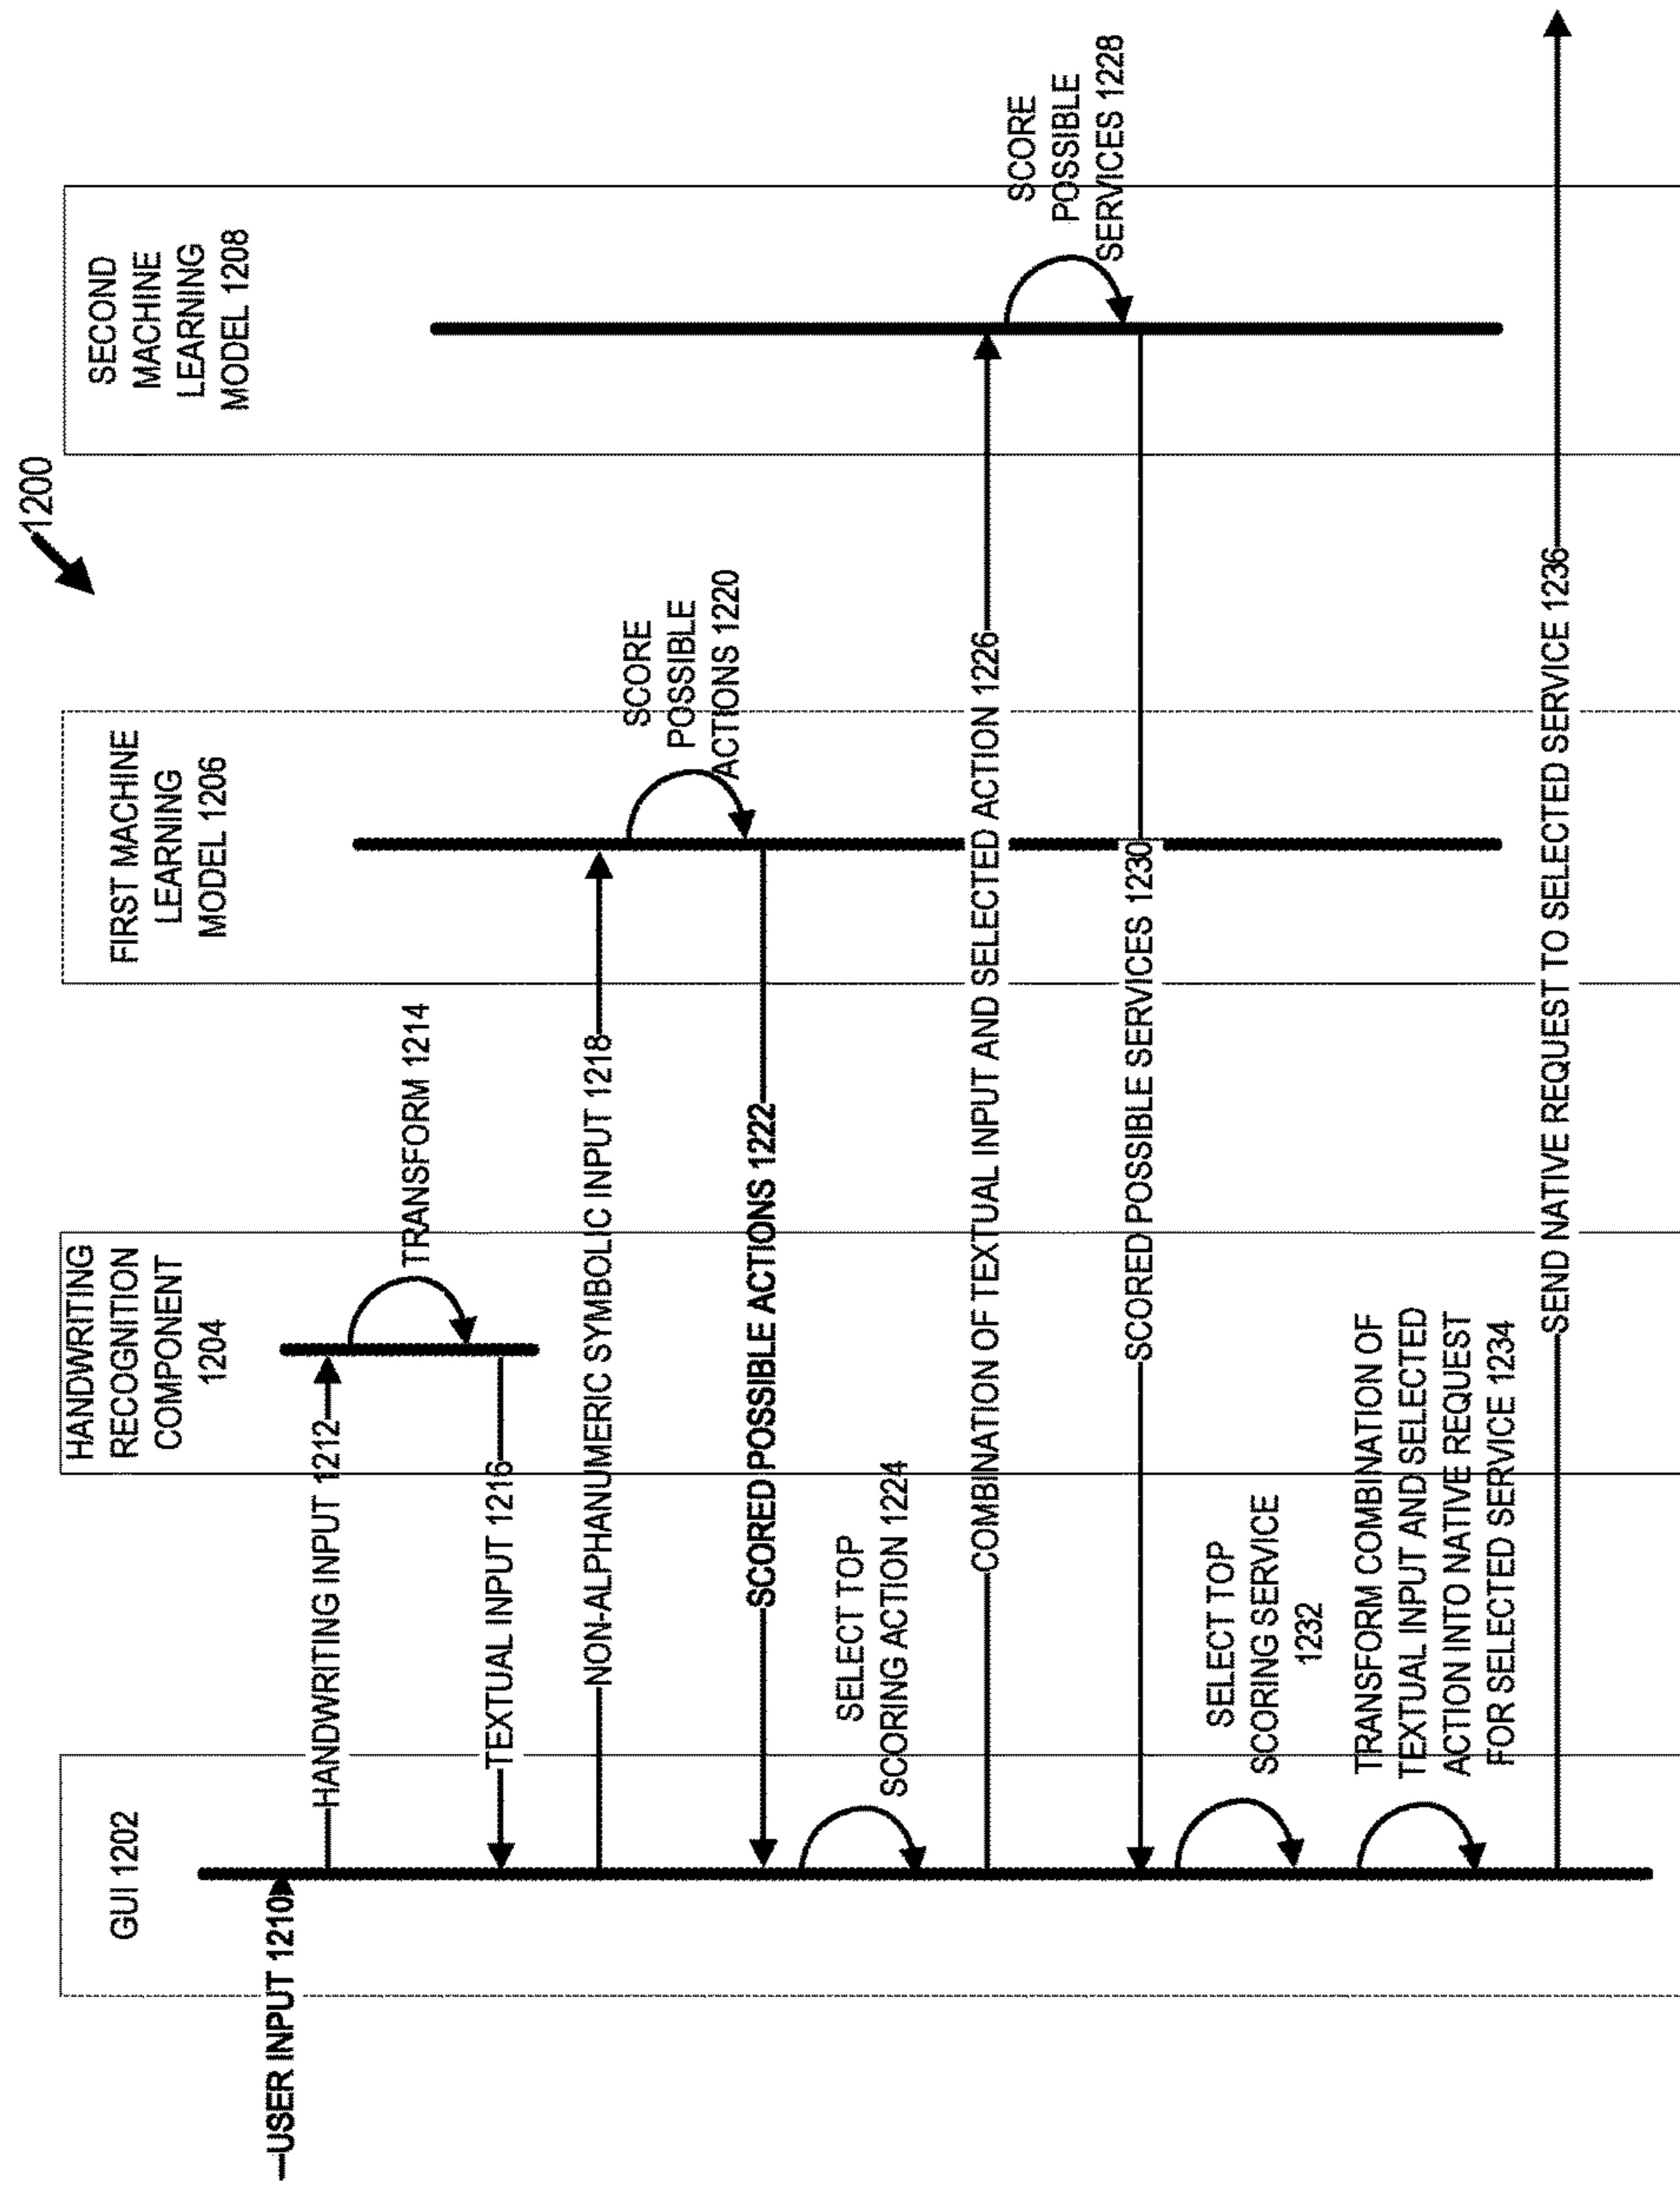 1200
GUI 1202
HANDWRITING
RECOGNITION
COMPONENT
1204
FIRST MACHINE
LEARNING
MODEL 1206
SECOND
MACHINE
LEARNING
MODEL 1208
USER INPUT 1210
HANDWRITING INPUT 1212
TRANSFORM 1214
TEXTUAL INPUT 1216
NON-ALPHANUMERIC SYMBOLIC INPUT 1218
SCORE
POSSIBLE
ACTIONS 1220
SCORED POSSIBLE ACTIONS 1222
SELECT TOP
SCORING ACTION 1224
COMBINATION OF TEXTUAL INPUT AND SELECTED ACTION 1226
SCORE
POSSIBLE
SERVICES 1228
SCORED POSSIBLE SERVICES 1230
SELECT TOP
SCORING SERVICE
1232
TRANSFORM COMBINATION OF
TEXTUAL INPUT AND SELECTED
ACTION INTO NATIVE REQUEST
FOR SELECTED SERVICE 1234
SEND NATIVE REQUEST TO SELECTED SERVICE 1236